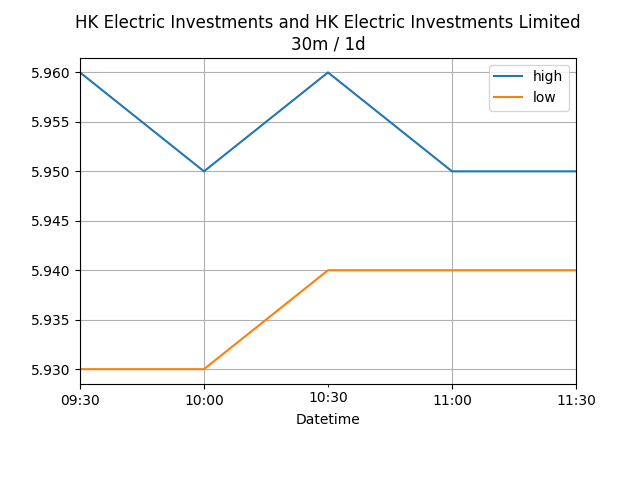 HK Electric Investments and HK Electric Investments Limited
30m / 1d
high
low
5.960
5.955
5.950
5.945
5.940
5.935
5.930
09:30
10:00
10:30
11:00
11:30
Datetime